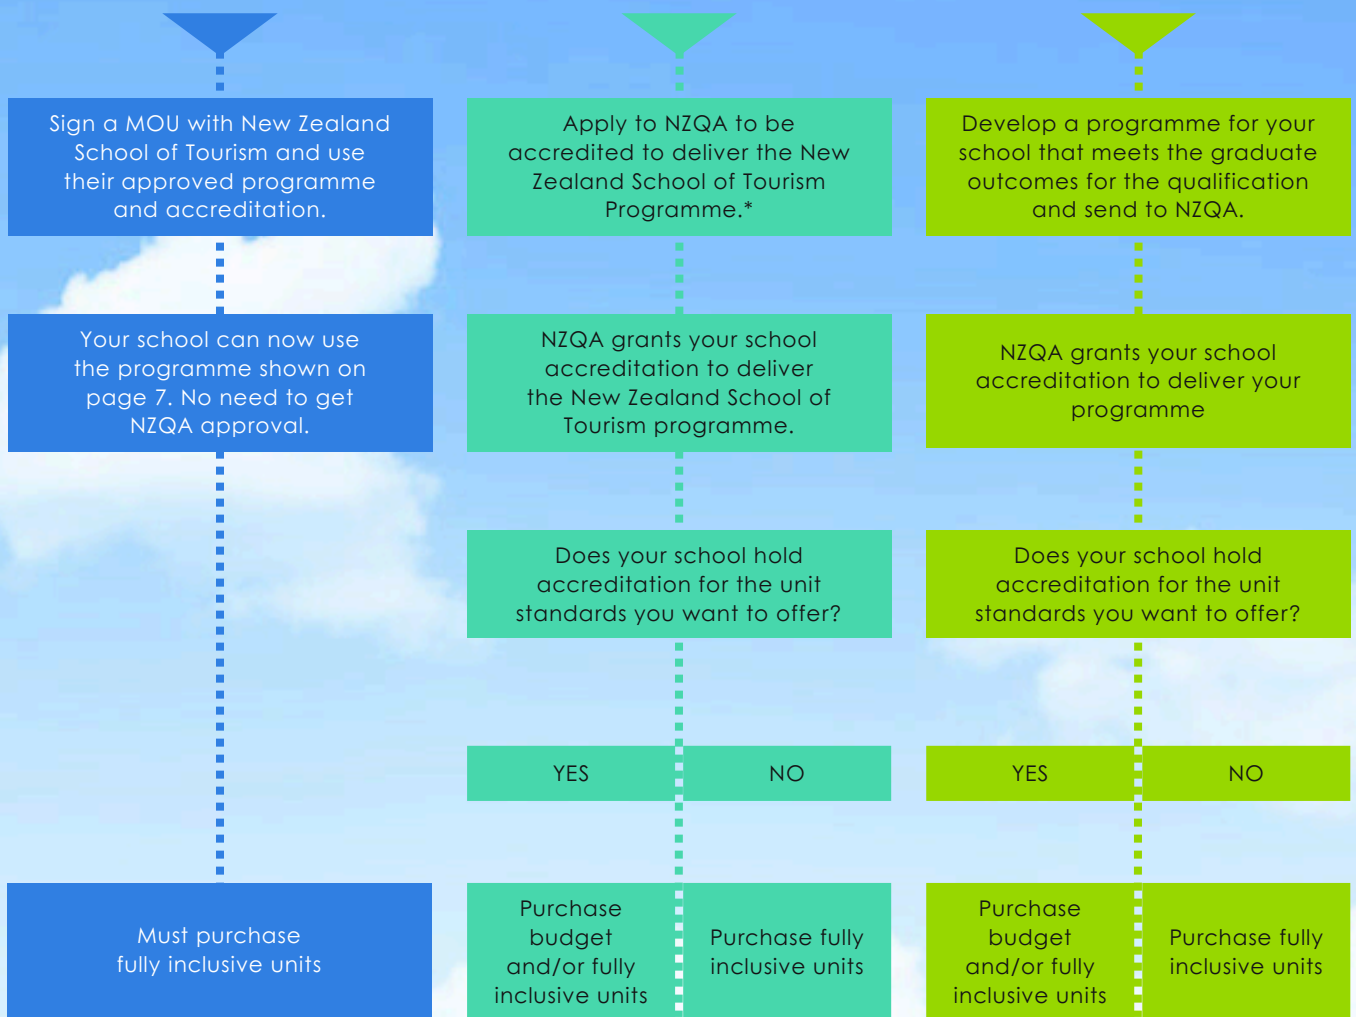 Sign a MOU with New Zealand
School of Tourism and use
their approved programme
and accreditation.
Your school can now use
the programme shown on
page 7. No need to get
NZQA approval.
Must purchase
fully inclusive units
Apply to NZQA to be
accredited to deliver the New
Zealand School of Tourism
Programme.*
NZQA grants your school
accreditation to deliver
the New Zealand School of
Tourism programme.
Does your school hold
accreditation for the unit
standards you want to offer?
YES
NO
Purchase
budget
and/or fully
inclusive units
Purchase fully
inclusive units
Develop a programme for your
school that meets the graduate
outcomes for the qualification
and send to NZQA.
NZQA grants your school
accreditation to deliver your
programme
Does your school hold
accreditation for the unit
standards you want to offer?
YES
NO
Purchase
budget
and/or fully
inclusive units
Purchase fully
inclusive units